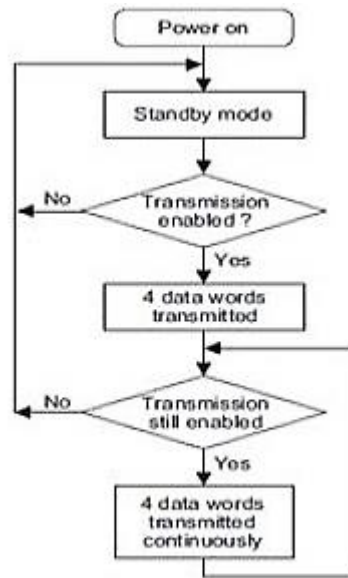 Power on
Standby mode
No
Transmission
enabled ?
Yes
4 data words
transmitted
No
Transmission
still enabled
Yes
4 data words
transmitted
continuously